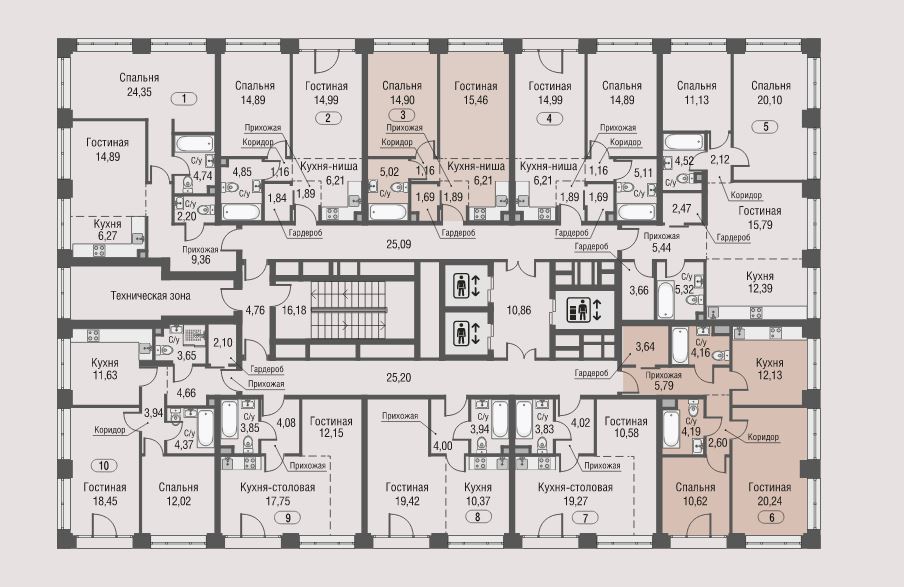 Спальня
24,35
1
Гостиная
14,89
Кухня
6,27
С/у
4,74
С/у
2,20
Прихожая
9,36
Спальня
14,89
Гостиная
14,99
2
Прихожая
Коридор
С/у
4,85
1,16
Кухня-ниша
6,21
1,84
1,89
Гардероб
Спальня
14,90
3
Гостиная
15,46
Прихожая
Коридор
С/у
5,02
1,16
Кухня-ниша
6,21
1,69
1,89
Гардероб
Гостиная
14,99
4
Спальня
14,89
Прихожая
Коридор
Кухня-ниша
6,21
1,16
С/у
5,11
1,89
1,69
Гардероб
Спальня
11,13
Спальня
20,10
5
С/у
4,52
2,12
Коридор
2,47
Гостиная
15,79
Прихожая
5,44
Гардероб
3,66
С/у
5,32
Кухня
12,39
25,09
Техническая зона
4,76
16,18
10,86
25,20
Кухня
11,63
С/у
3,65
2,10
Гардероб
Прихожая
4,66
3,94
Коридор
С/у
4,37
10
Гостиная
18,45
Спальня
12,02
С/у
3,85
4,08
Гостиная
12,15
Прихожая
Кухня-столовая
17,75
9
Прихожая
4,00
С/у
3,94
Гостиная
19,42
Кухня
10,37
8
С/у
3,83
4,02
Гостиная
10,58
Прихожая
Кухня-столовая
19,27
7
3,64
Гардероб
С/у
4,16
Прихожая
5,79
Кухня
12,13
С/у
4,19
2,60
Коридор
Спальня
10,62
Гостиная
20,24
6